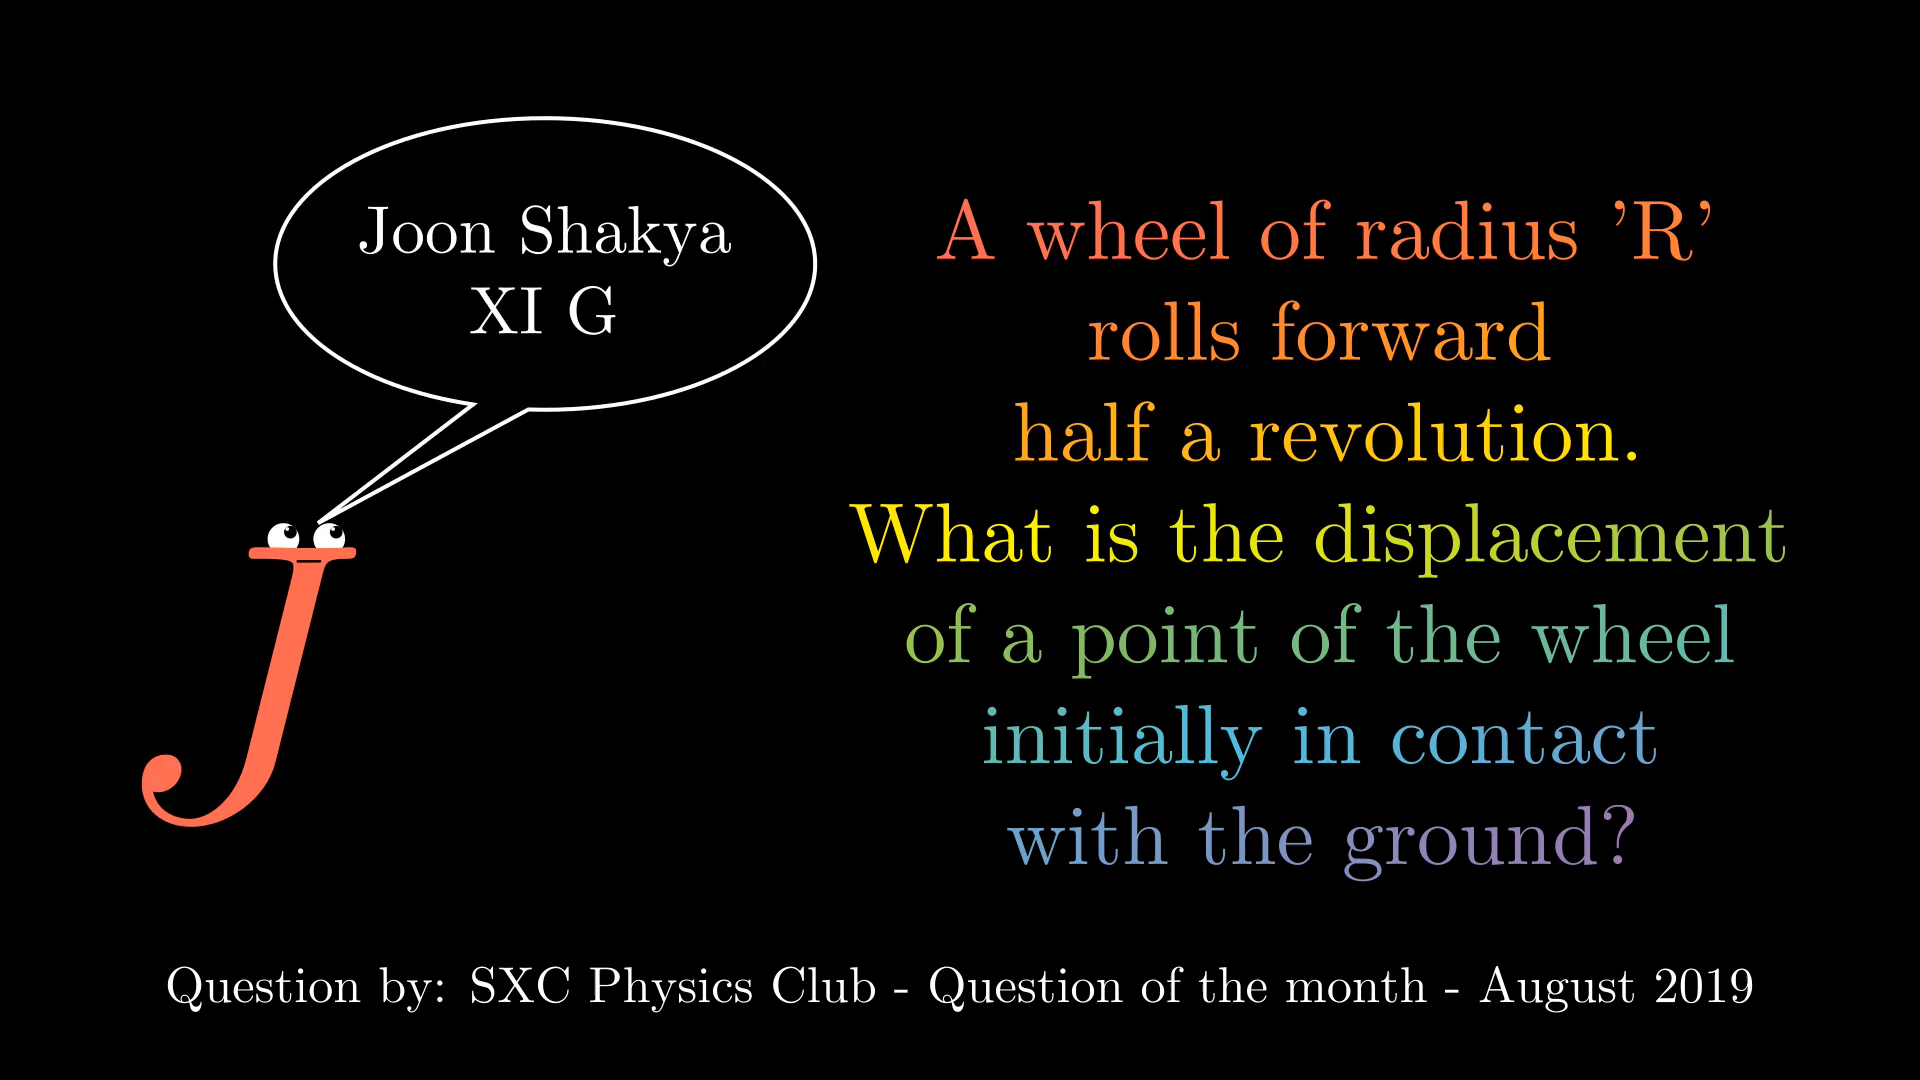 Joon Shakya
XI G
A wheel of radius ’R’
rolls forward
half a revolution.
What is the displacement
of a point of the wheel
initially in contact
with the ground?
J
Question by: SXC Physics Club - Question of the month - August 2019